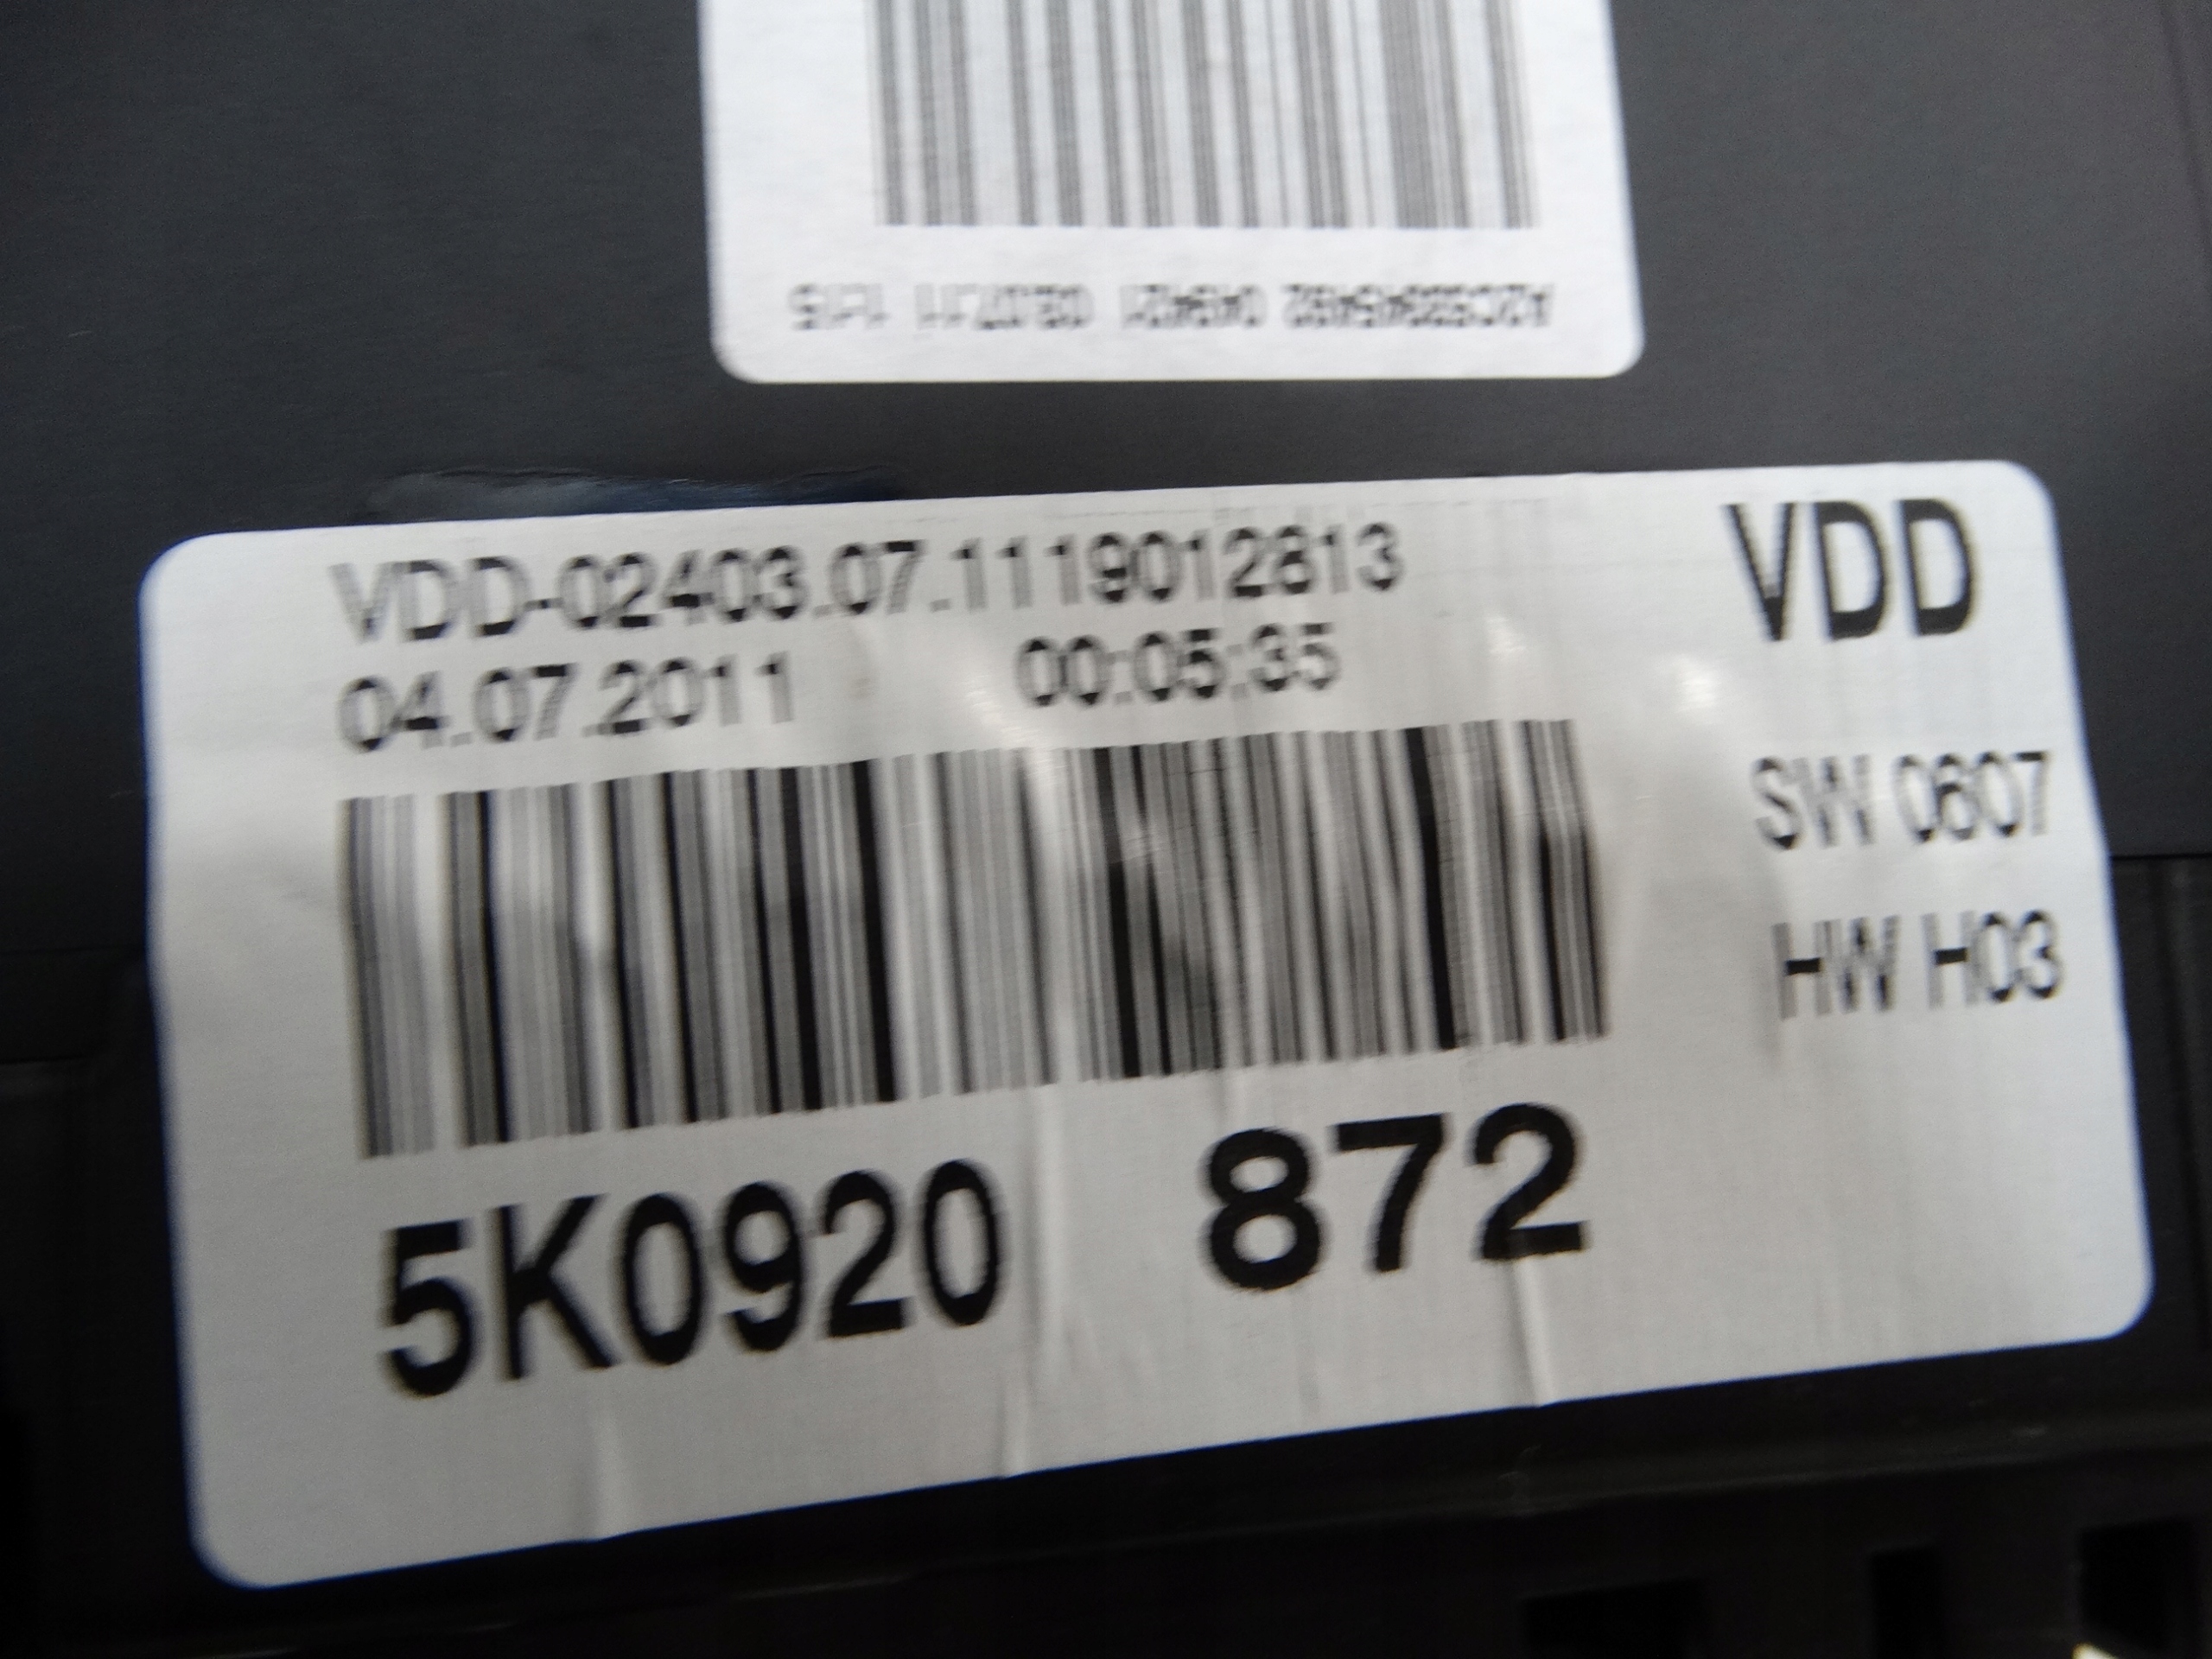 VDD-02403.07.1119012813
04.07.2011 00:05:35
VDD
SW 0607
HW H03
5K0920 872